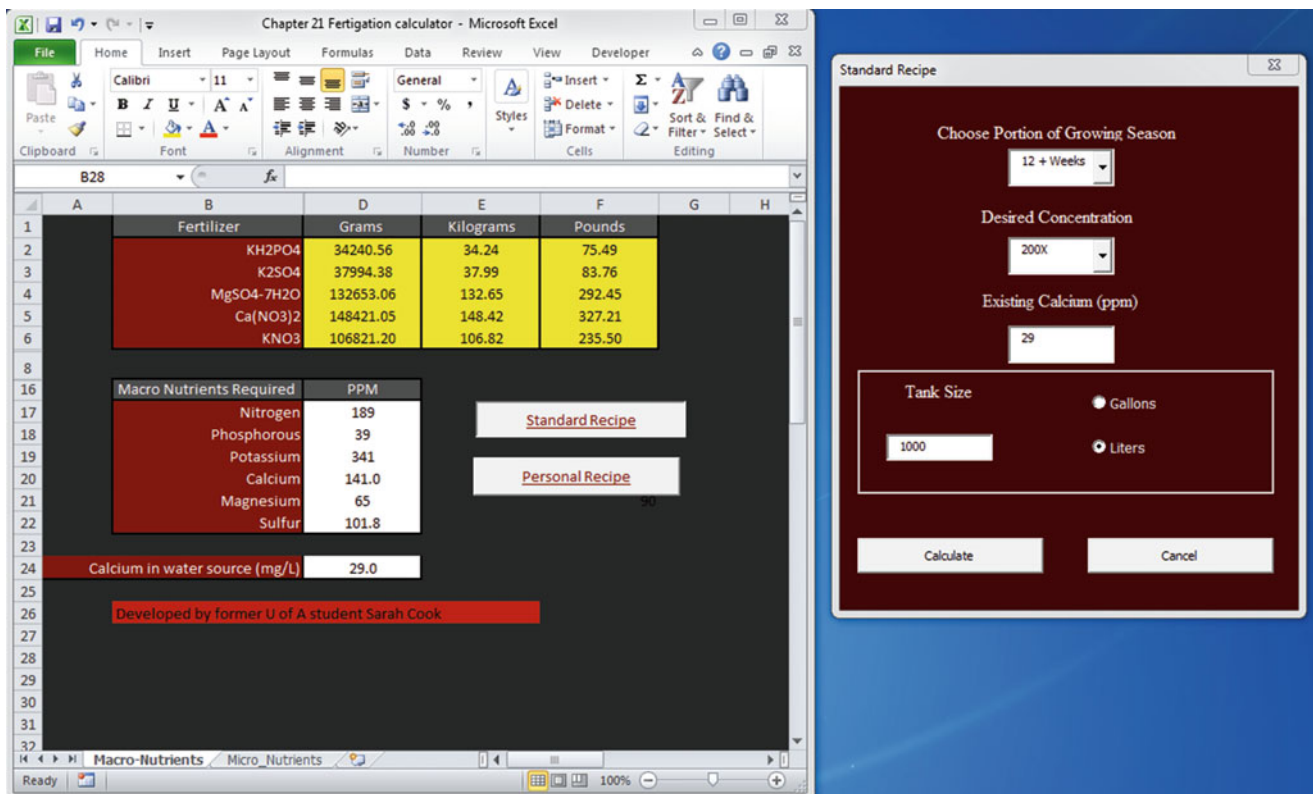 Chapter 21 Fertigation calculator - Microsoft Excel
File Home Insert Page Layout Formulas Data Review View Developer
Paste
Calibri 11
B I U A A
General
$ % ,
Styles
Insert
Delete
Format
Σ
Sort & Filter
Find & Select
Clipboard Font Alignment Number Cells Editing
B28 fx
A B D E F G H
1 Fertilizer Grams Kilograms Pounds
2 KH2PO4 34240.56 34.24 75.49
3 K2SO4 37994.38 37.99 83.76
4 MgSO4-7H2O 132653.06 132.65 292.45
5 Ca(NO3)2 148421.05 148.42 327.21
6 KNO3 106821.20 106.82 235.50
8
16 Macro Nutrients Required PPM
17 Nitrogen 189
18 Phosphorous 39
Standard Recipe
19 Potassium 341
20 Calcium 141.0
Personal Recipe
21 Magnesium 65 90
22 Sulfur 101.8
23
24 Calcium in water source (mg/L) 29.0
25
26 Developed by former U of A student Sarah Cook
27
28
29
30
31
32
Macro-Nutrients Micro_Nutrients
Ready 100%
Standard Recipe
Choose Portion of Growing Season
12 + Weeks
Desired Concentration
200X
Existing Calcium (ppm)
29
Tank Size
Gallons
1000
Liters
Calculate Cancel